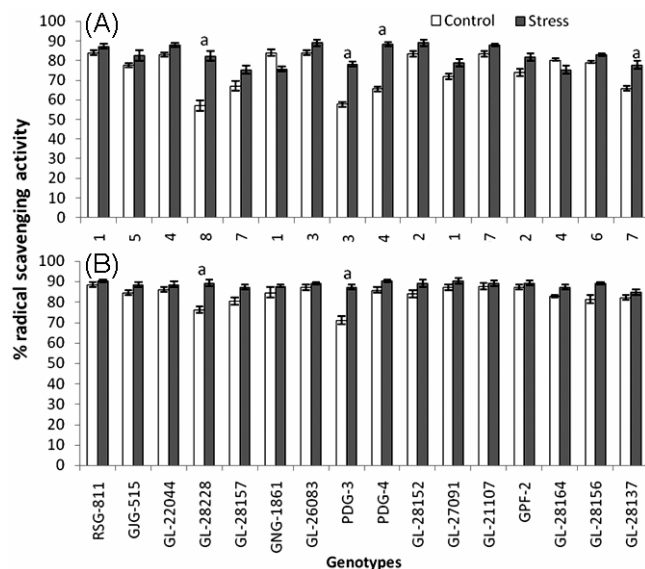 (A)
Control Stress
100
90
80
70
60
50
40
30
20
10
0
a a a a
1 5 4 8 7 1 3 3 4 2 1 7 2 4 6 7
(B)
100
90
80
70
60
50
40
30
20
10
0
a a
% radical scavenging activity
RSG-811 GJG-515 GL-22044 GL-28228 GL-28157 GNG-1861 GL-26083 PDG-3 PDG-4 GL-28152 GL-27091 GL-21107 GPF-2 GL-28164 GL-28156 GL-28137
Genotypes